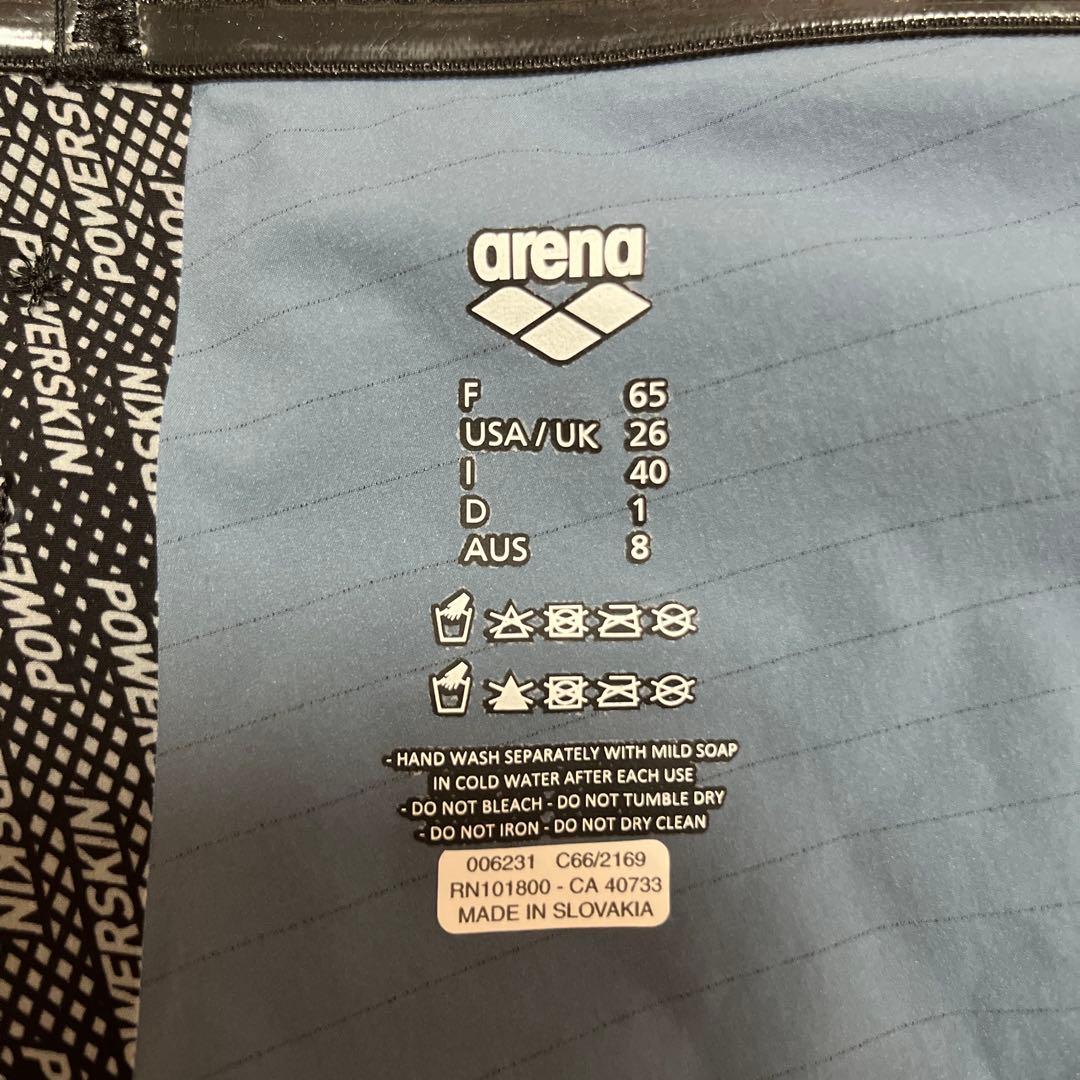 POWERSKIN
POWERSKIN
arena
F 65
USA/UK 26
I 40
D 1
AUS 8
- HAND WASH SEPARATELY WITH MILD SOAP
IN COLD WATER AFTER EACH USE
- DO NOT BLEACH - DO NOT TUMBLE DRY
- DO NOT IRON - DO NOT DRY CLEAN
006231 C66/2169
RN101800 - CA 40733
MADE IN SLOVAKIA